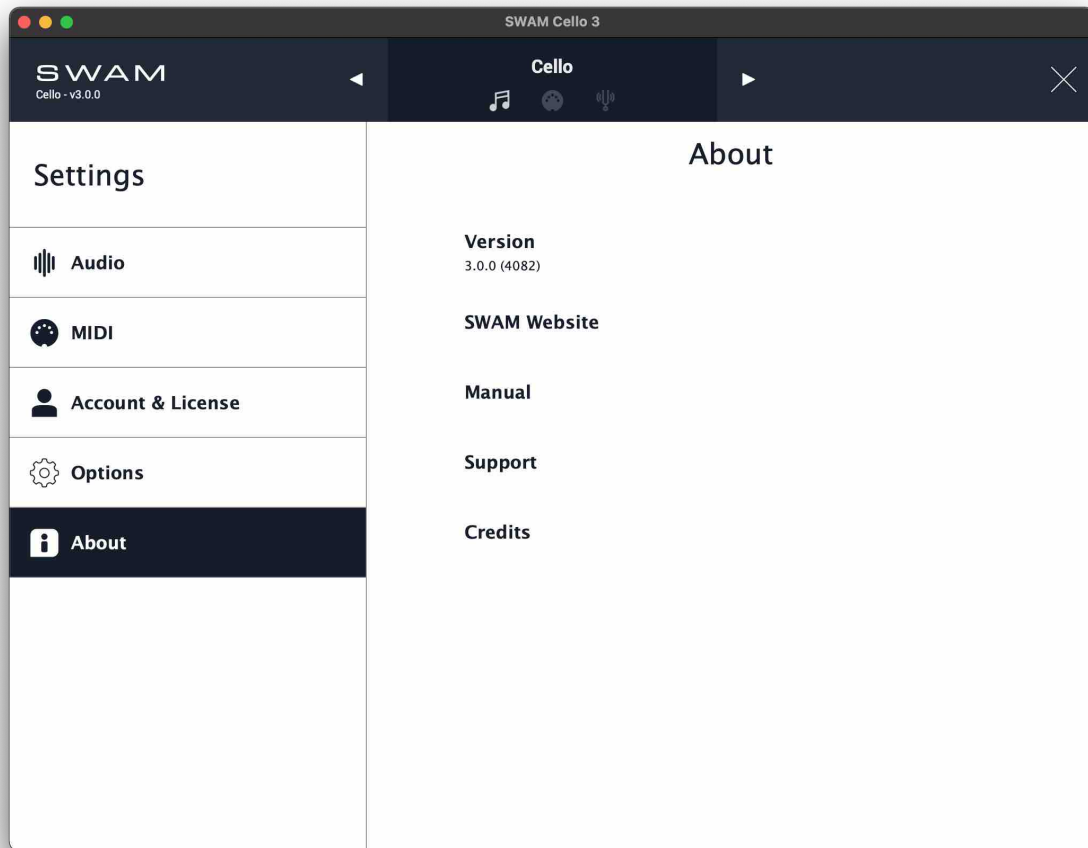 SWAM Cello 3
SWAM
Cello - v3.0.0
Cello
Settings
Audio
MIDI
Account & License
Options
About
About
Version
3.0.0 (4082)
SWAM Website
Manual
Support
Credits